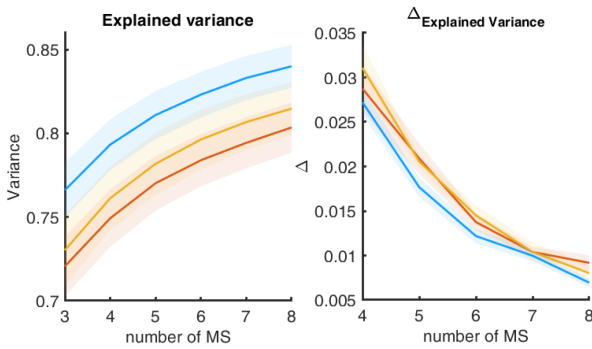 Explained variance
Variance
0.85
0.8
0.75
0.7
3 4 5 6 7 8
number of MS
Δ Explained Variance
Δ
0.035
0.03
0.025
0.02
0.015
0.01
0.005
4 5 6 7 8
number of MS